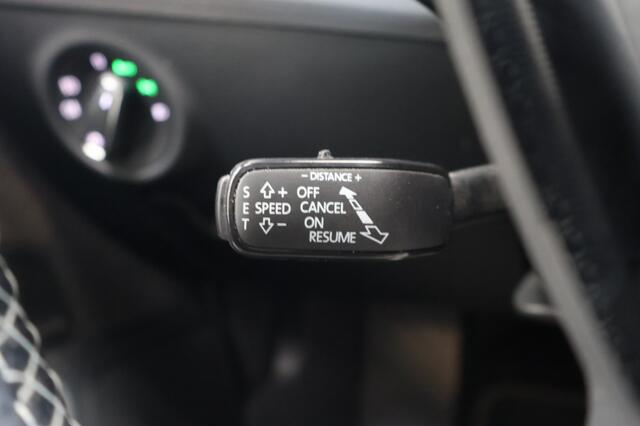 - DISTANCE +
S + OFF
E SPEED CANCEL
T - ON
RESUME